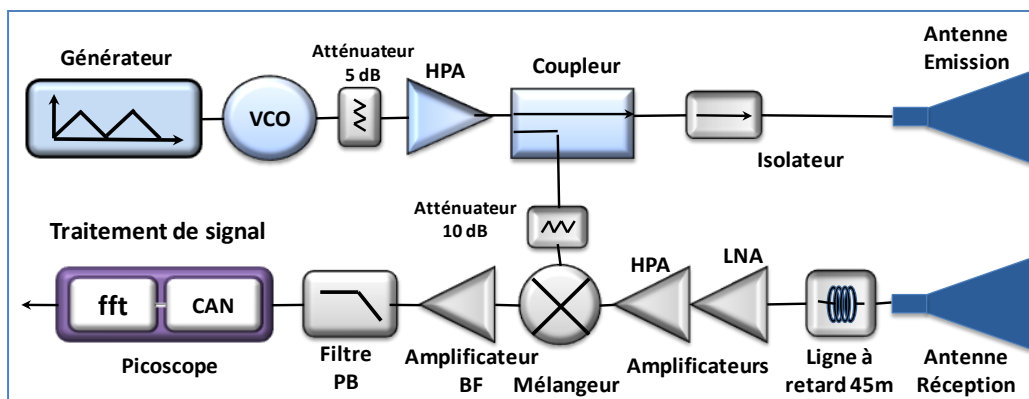 Générateur
VCO
Atténuateur
5 dB
HPA
Coupleur
Isolateur
Antenne
Emission
Atténuateur
10 dB
Traitement de signal
fft
CAN
Picoscope
Filtre
PB
Amplificateur
BF
Mélangeur
HPA
LNA
Amplificateurs
Ligne à
retard 45m
Antenne
Réception